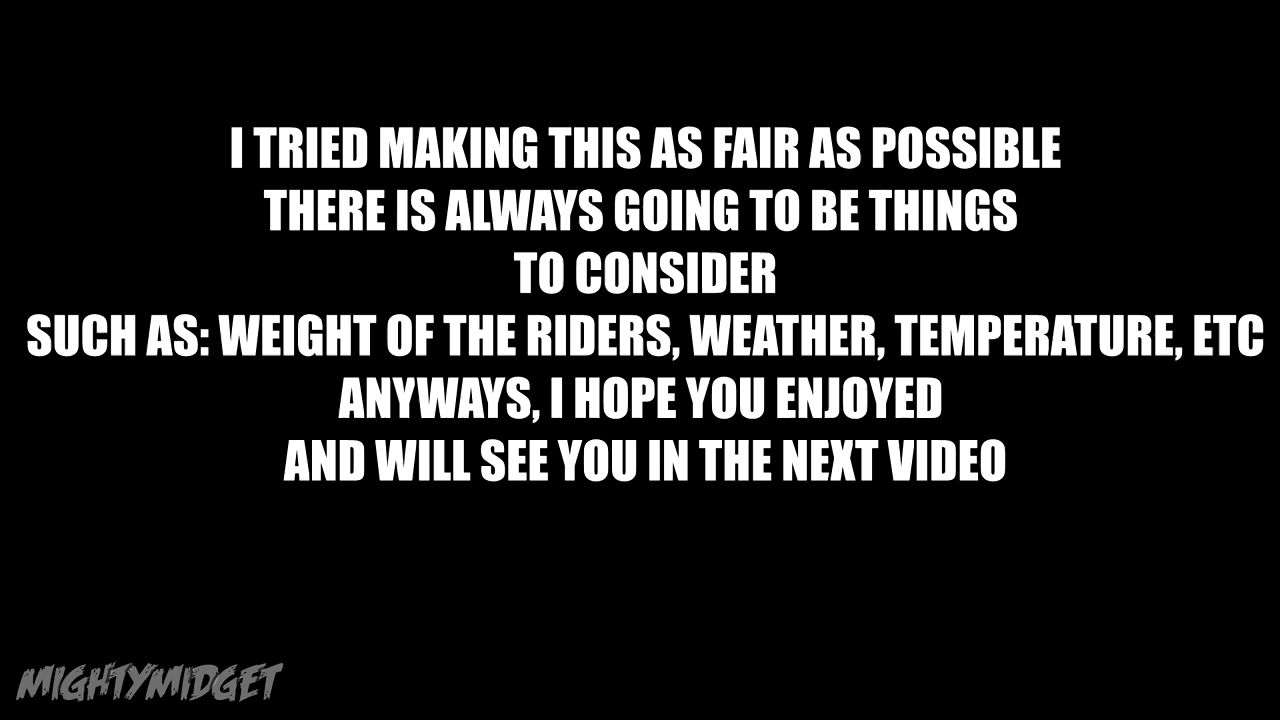 I TRIED MAKING THIS AS FAIR AS POSSIBLE
THERE IS ALWAYS GOING TO BE THINGS
TO CONSIDER
SUCH AS: WEIGHT OF THE RIDERS, WEATHER, TEMPERATURE, ETC
ANYWAYS, I HOPE YOU ENJOYED
AND WILL SEE YOU IN THE NEXT VIDEO
MIGHTYMIDGET